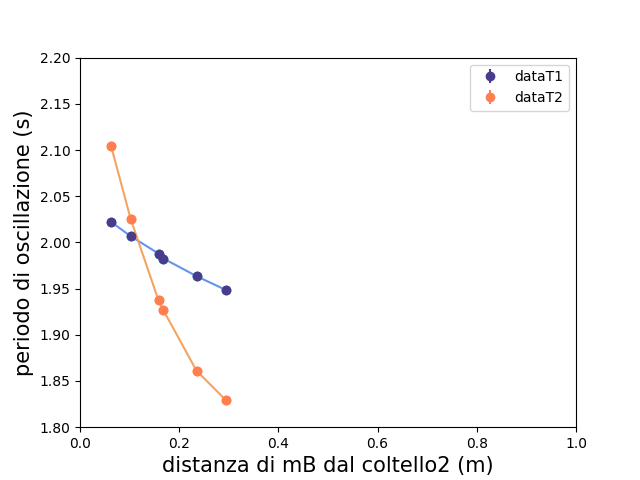 2.20
2.15
2.10
2.05
2.00
1.95
1.90
1.85
1.80
periodo di oscillazione (s)
dataT1
dataT2
0.0 0.2 0.4 0.6 0.8 1.0
distanza di mB dal coltello2 (m)